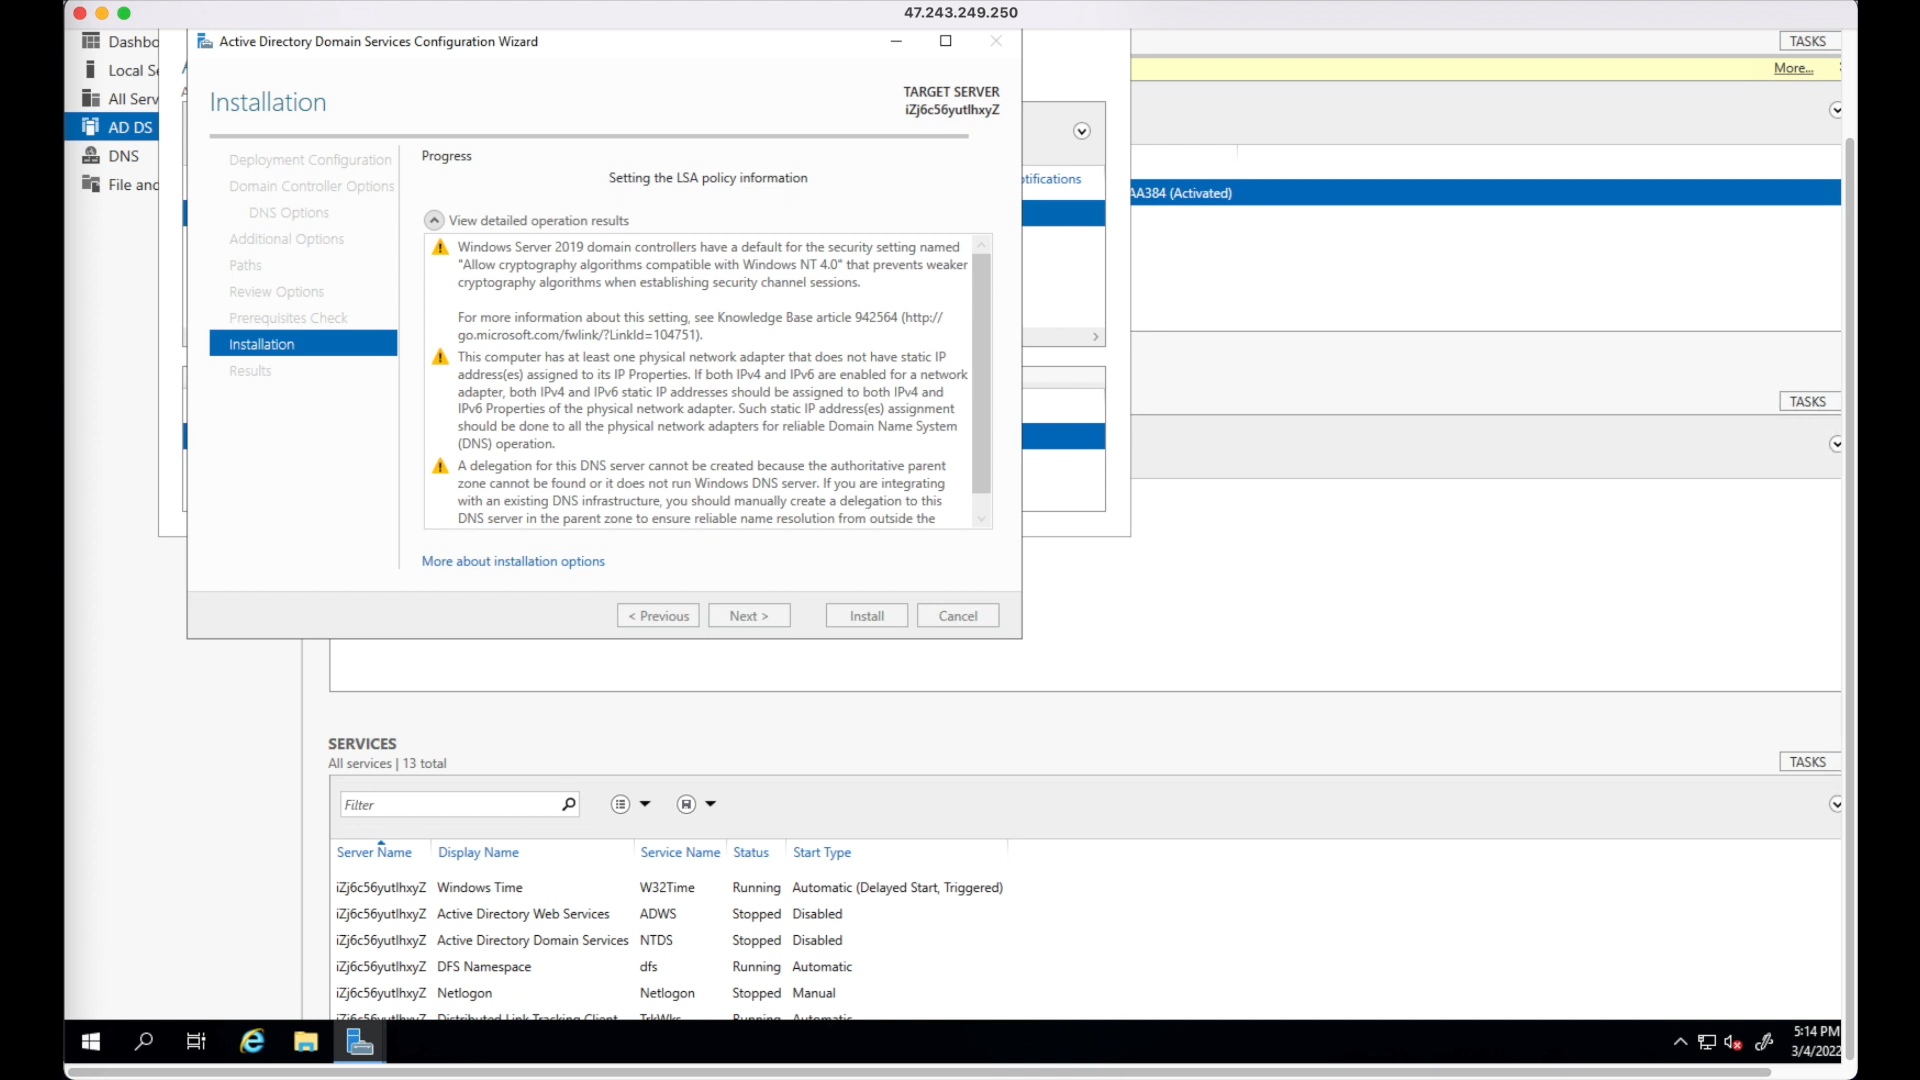 47.243.249.250
Dashbo
Local Se
All Serv
AD DS
DNS
File and
Active Directory Domain Services Configuration Wizard
Installation
TARGET SERVER
iZj6c56yutlhxyZ
Deployment Configuration
Domain Controller Options
DNS Options
Additional Options
Paths
Review Options
Prerequisites Check
Installation
Results
Progress
Setting the LSA policy information
View detailed operation results
Windows Server 2019 domain controllers have a default for the security setting named
"Allow cryptography algorithms compatible with Windows NT 4.0" that prevents weaker
cryptography algorithms when establishing security channel sessions.
For more information about this setting, see Knowledge Base article 942564 (http://
go.microsoft.com/fwlink/?LinkId=104751).
This computer has at least one physical network adapter that does not have static IP
address(es) assigned to its IP Properties. If both IPv4 and IPv6 are enabled for a network
adapter, both IPv4 and IPv6 static IP addresses should be assigned to both IPv4 and
IPv6 Properties of the physical network adapter. Such static IP address(es) assignment
should be done to all the physical network adapters for reliable Domain Name System
(DNS) operation.
A delegation for this DNS server cannot be created because the authoritative parent
zone cannot be found or it does not run Windows DNS server. If you are integrating
with an existing DNS infrastructure, you should manually create a delegation to this
DNS server in the parent zone to ensure reliable name resolution from outside the
More about installation options
< Previous
Next >
Install
Cancel
TASKS
More...
otifications
AA384 (Activated)
TASKS
SERVICES
All services | 13 total
TASKS
Filter
Server Name Display Name Service Name Status Start Type
iZj6c56yutlhxyZ Windows Time W32Time Running Automatic (Delayed Start, Triggered)
iZj6c56yutlhxyZ Active Directory Web Services ADWS Stopped Disabled
iZj6c56yutlhxyZ Active Directory Domain Services NTDS Stopped Disabled
iZj6c56yutlhxyZ DFS Namespace dfs Running Automatic
iZj6c56yutlhxyZ Netlogon Netlogon Stopped Manual
iZj6c56yutlhxyZ Distributed Link Tracking Client TrkWks Running Automatic
5:14 PM
3/4/2022